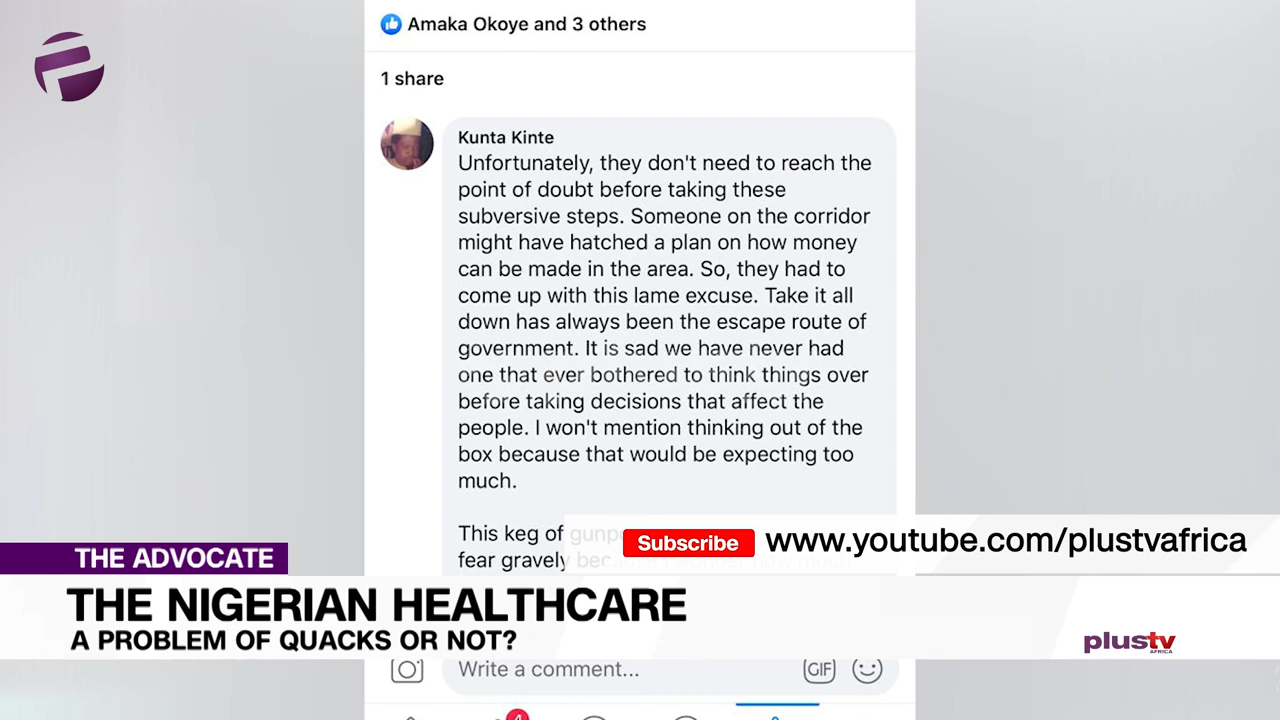 Amaka Okoye and 3 others
1 share
Kunta Kinte
Unfortunately, they don't need to reach the
point of doubt before taking these
subversive steps. Someone on the corridor
might have hatched a plan on how money
can be made in the area. So, they had to
come up with this lame excuse. Take it all
down has always been the escape route of
government. It is sad we have never had
one that ever bothered to think things over
before taking decisions that affect the
people. I won't mention thinking out of the
box because that would be expecting too
much.
This keg of
fear gravely because I wonder how much
Subscribe www.youtube.com/plustvafrica
THE ADVOCATE
THE NIGERIAN HEALTHCARE
A PROBLEM OF QUACKS OR NOT?
plustv
AFRICA
Write a comment...
GIF
4